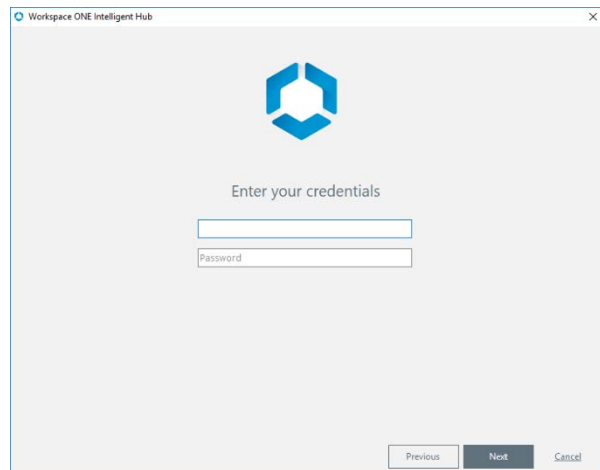 Workspace ONE Intelligent Hub
Enter your credentials
Password
Previous Next Cancel